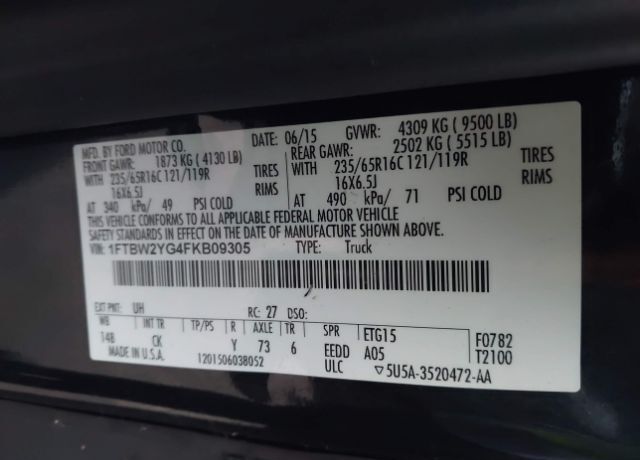 MFD. BY FORD MOTOR CO. DATE: 06/15 GVWR: 4309 KG ( 9500 LB)
FRONT GAWR: 1873 KG ( 4130 LB) REAR GAWR: 2502 KG ( 5515 LB)
WITH 235/65R16C 121/119R TIRES WITH 235/65R16C 121/119R TIRES
16X6.5J RIMS 16X6.5J RIMS
AT 340 kPa/ 49 PSI COLD AT 490 kPa/ 71 PSI COLD
THIS VEHICLE CONFORMS TO ALL APPLICABLE FEDERAL MOTOR VEHICLE
SAFETY STANDARDS IN EFFECT ON THE DATE OF MANUFACTURE SHOWN ABOVE.
VIN: 1FTBW2YG4FKB09305 TYPE: Truck
EXT PNT: UH RC: 27 DSO:
WB INT TR TP/PS R AXLE TR SPR ETG15 F0782
148 CK Y 73 6 EEDD A05 T2100
MADE IN U.S.A. 1201506038052 ULC ▽5U5A-3520472-AA